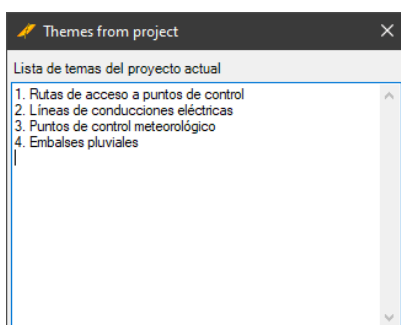 Themes from project
Lista de temas del proyecto actual
1. Rutas de acceso a puntos de control
2. Líneas de conducciones eléctricas
3. Puntos de control meteorológico
4. Embalses pluviales